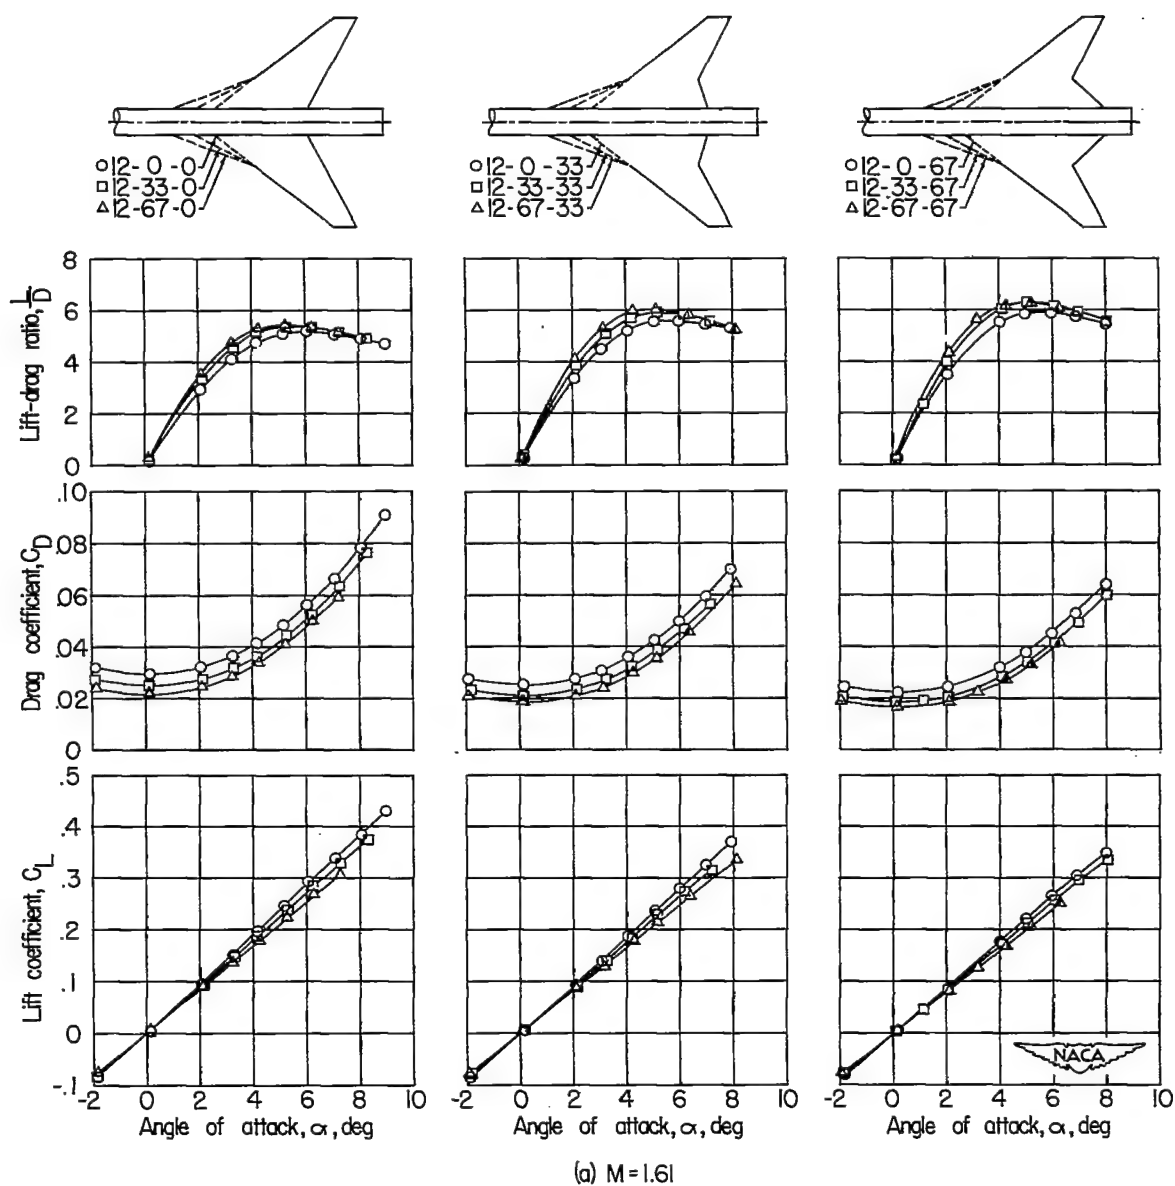 12-0-0
12-33-0
12-67-0
12-0-33
12-33-33
12-67-33
12-0-67
12-33-67
12-67-67
Lift-drag ratio, L/D
8
6
4
2
0
Drag coefficient, C_D
.10
.08
.06
.04
.02
0
Lift coefficient, C_L
.5
.4
.3
.2
.1
0
-.1
NACA
-2 0 2 4 6 8 10
-2 0 2 4 6 8 10
-2 0 2 4 6 8 10
Angle of attack, α, deg
Angle of attack, α, deg
Angle of attack, α, deg
(a) M=1.61